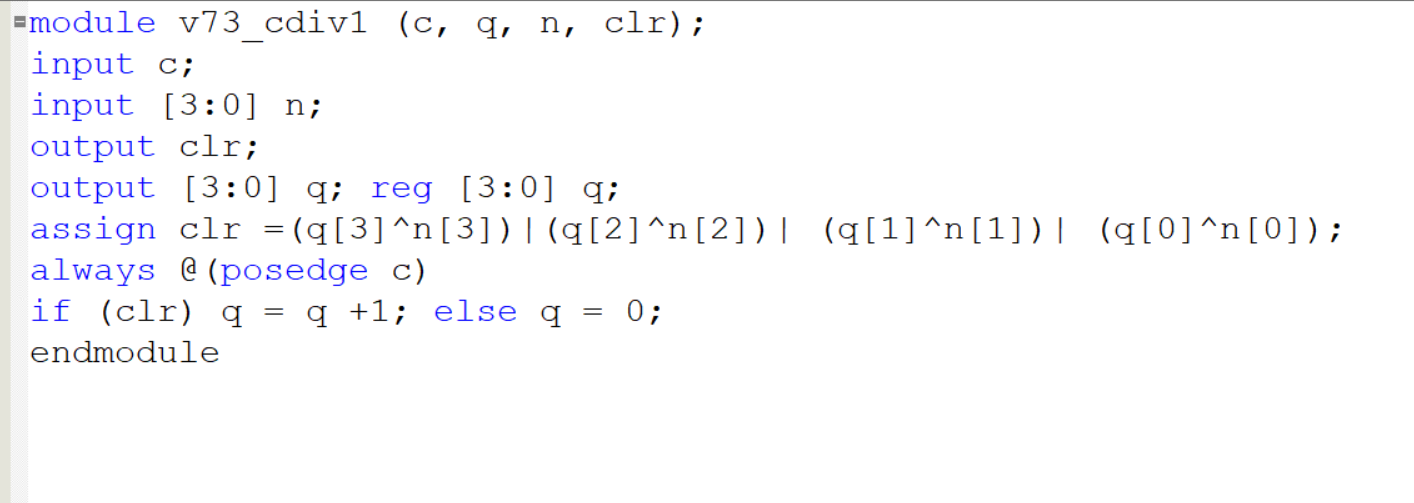 module v73_cdiv1 (c, q, n, clr);
input c;
input [3:0] n;
output clr;
output [3:0] q; reg [3:0] q;
assign clr =(q[3]^n[3])|(q[2]^n[2])| (q[1]^n[1])| (q[0]^n[0]);
always @(posedge c)
if (clr) q = q +1; else q = 0;
endmodule